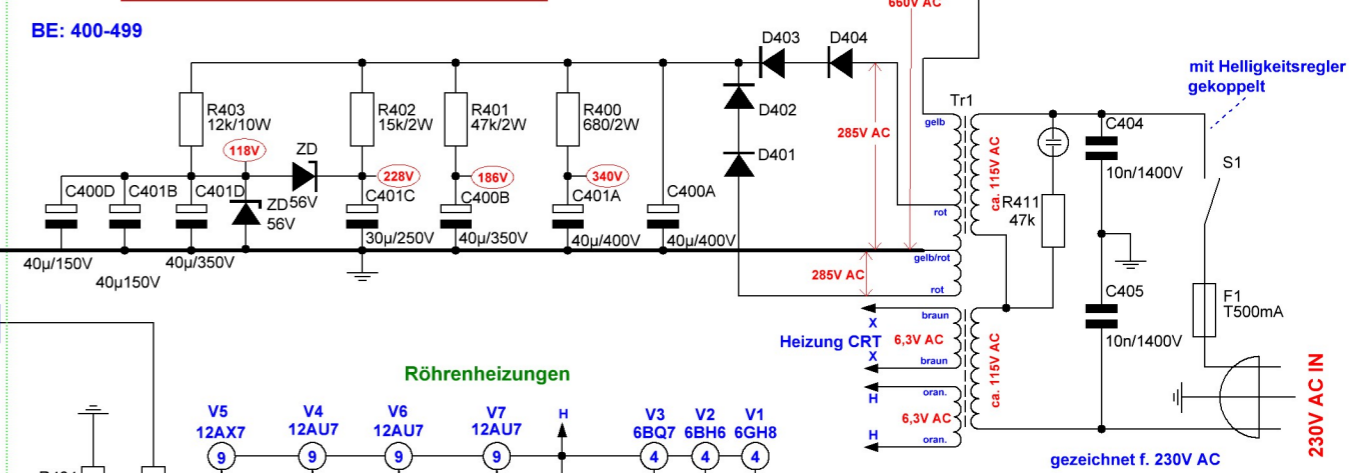 660V AC
BE: 400-499
D403
D404
mit Helligkeitsregler
gekoppelt
R403
12k/10W
R402
15k/2W
R401
47k/2W
R400
680/2W
D402
Tr1
gelb
C404
10n/1400V
285V AC
ca. 115V AC
118V
ZD
56V
D401
S1
228V
186V
340V
C400D
C401B
C401D
ZD
56V
C401C
C400B
C401A
C400A
rot
R411
47k
30µ/250V
40µ/350V
40µ/400V
40µ/400V
40µ/150V
40µ150V
40µ/350V
gelb/rot
285V AC
rot
C405
10n/1400V
F1
T500mA
braun
X
Heizung CRT
6,3V AC
X
braun
ca. 115V AC
Röhrenheizungen
oran.
H
6,3V AC
H
oran.
230V AC IN
V5
12AX7
V4
12AU7
V6
12AU7
V7
12AU7
H
V3
6BQ7
V2
6BH6
V1
6GH8
9
9
9
9
4
4
4
gezeichnet f. 230V AC